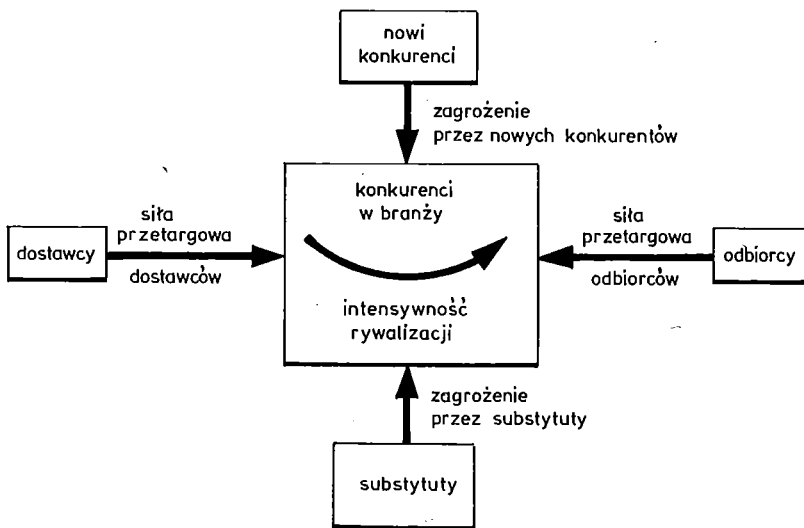 nowi
konkurenci
zagrożenie
przez nowych konkurentów
konkurenci
w branży
siła
przetargowa
dostawcy
dostawców
siła
przetargowa
odbiorcy
odbiorców
intensywność
rywalizacji
zagrożenie
przez substytuty
substytuty